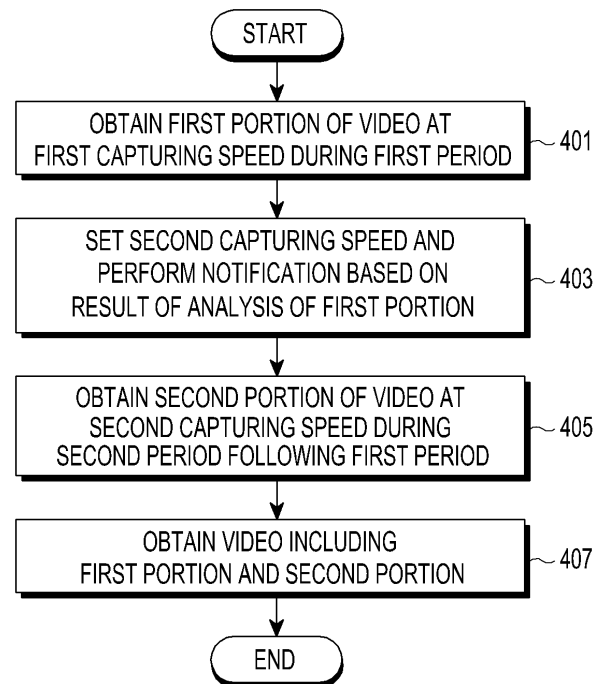 START
OBTAIN FIRST PORTION OF VIDEO AT
FIRST CAPTURING SPEED DURING FIRST PERIOD
401
SET SECOND CAPTURING SPEED AND
PERFORM NOTIFICATION BASED ON
RESULT OF ANALYSIS OF FIRST PORTION
403
OBTAIN SECOND PORTION OF VIDEO AT
SECOND CAPTURING SPEED DURING
SECOND PERIOD FOLLOWING FIRST PERIOD
405
OBTAIN VIDEO INCLUDING
FIRST PORTION AND SECOND PORTION
407
END